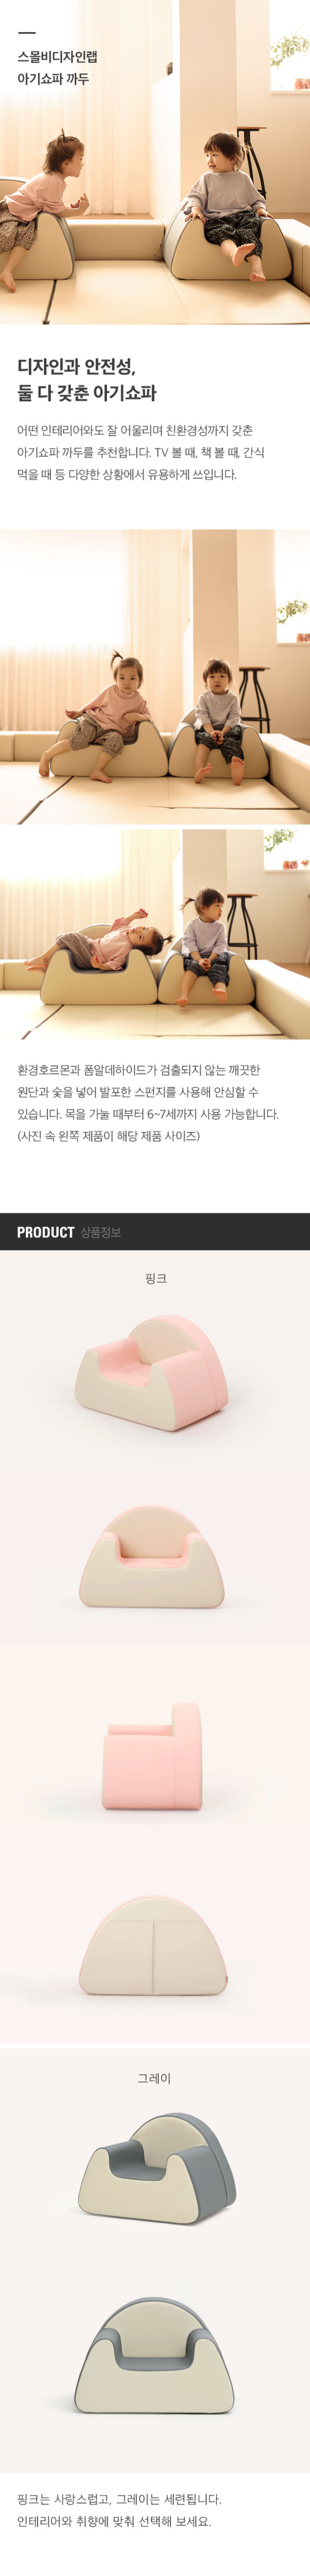 스몰비디자인랩
아기쇼파 까두
디자인과 안전성,
둘 다 갖춘 아기쇼파
어떤 인테리어와도 잘 어울리며 친환경성까지 갖춘
아기쇼파 까두를 추천합니다. TV 볼 때, 책 볼 때, 간식
먹을 때 등 다양한 상황에서 유용하게 쓰입니다.
환경호르몬과 폼알데하이드가 검출되지 않는 깨끗한
원단과 숯을 넣어 발포한 스펀지를 사용해 안심할 수
있습니다. 목을 가눌 때부터 6~7세까지 사용 가능합니다.
(사진 속 왼쪽 제품이 해당 제품 사이즈)
PRODUCT 상품정보
핑크
그레이
핑크는 사랑스럽고, 그레이는 세련됩니다.
인테리어와 취향에 맞춰 선택해 보세요.